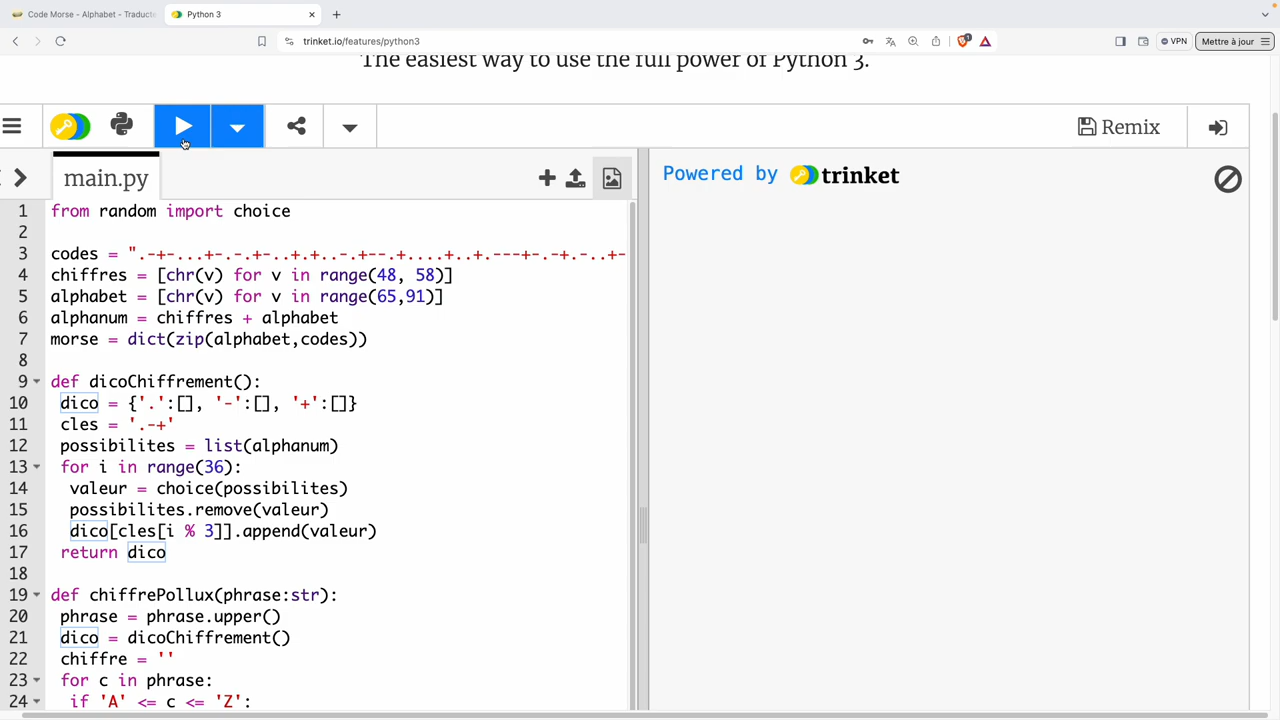 Code Morse - Alphabet - Traducte
Python 3
trinket.io/features/python3
VPN
Mettre à jour
The easiest way to use the full power of Python 3.
Remix
main.py
Powered by trinket
1 from random import choice
2
3 codes = ".-+-...+-.-.+-..+.+..-.+--.+....+..+.---+-.-+.-..+-
4 chiffres = [chr(v) for v in range(48, 58)]
5 alphabet = [chr(v) for v in range(65,91)]
6 alphanum = chiffres + alphabet
7 morse = dict(zip(alphabet,codes))
8
9 def dicoChiffrement():
10 dico = {'.':[], '-':[], '+':[]}
11 cles = '.-+'
12 possibilites = list(alphanum)
13 for i in range(36):
14 valeur = choice(possibilites)
15 possibilites.remove(valeur)
16 dico[cles[i % 3]].append(valeur)
17 return dico
18
19 def chiffrePollux(phrase:str):
20 phrase = phrase.upper()
21 dico = dicoChiffrement()
22 chiffre = ''
23 for c in phrase:
24 if 'A' <= c <= 'Z':